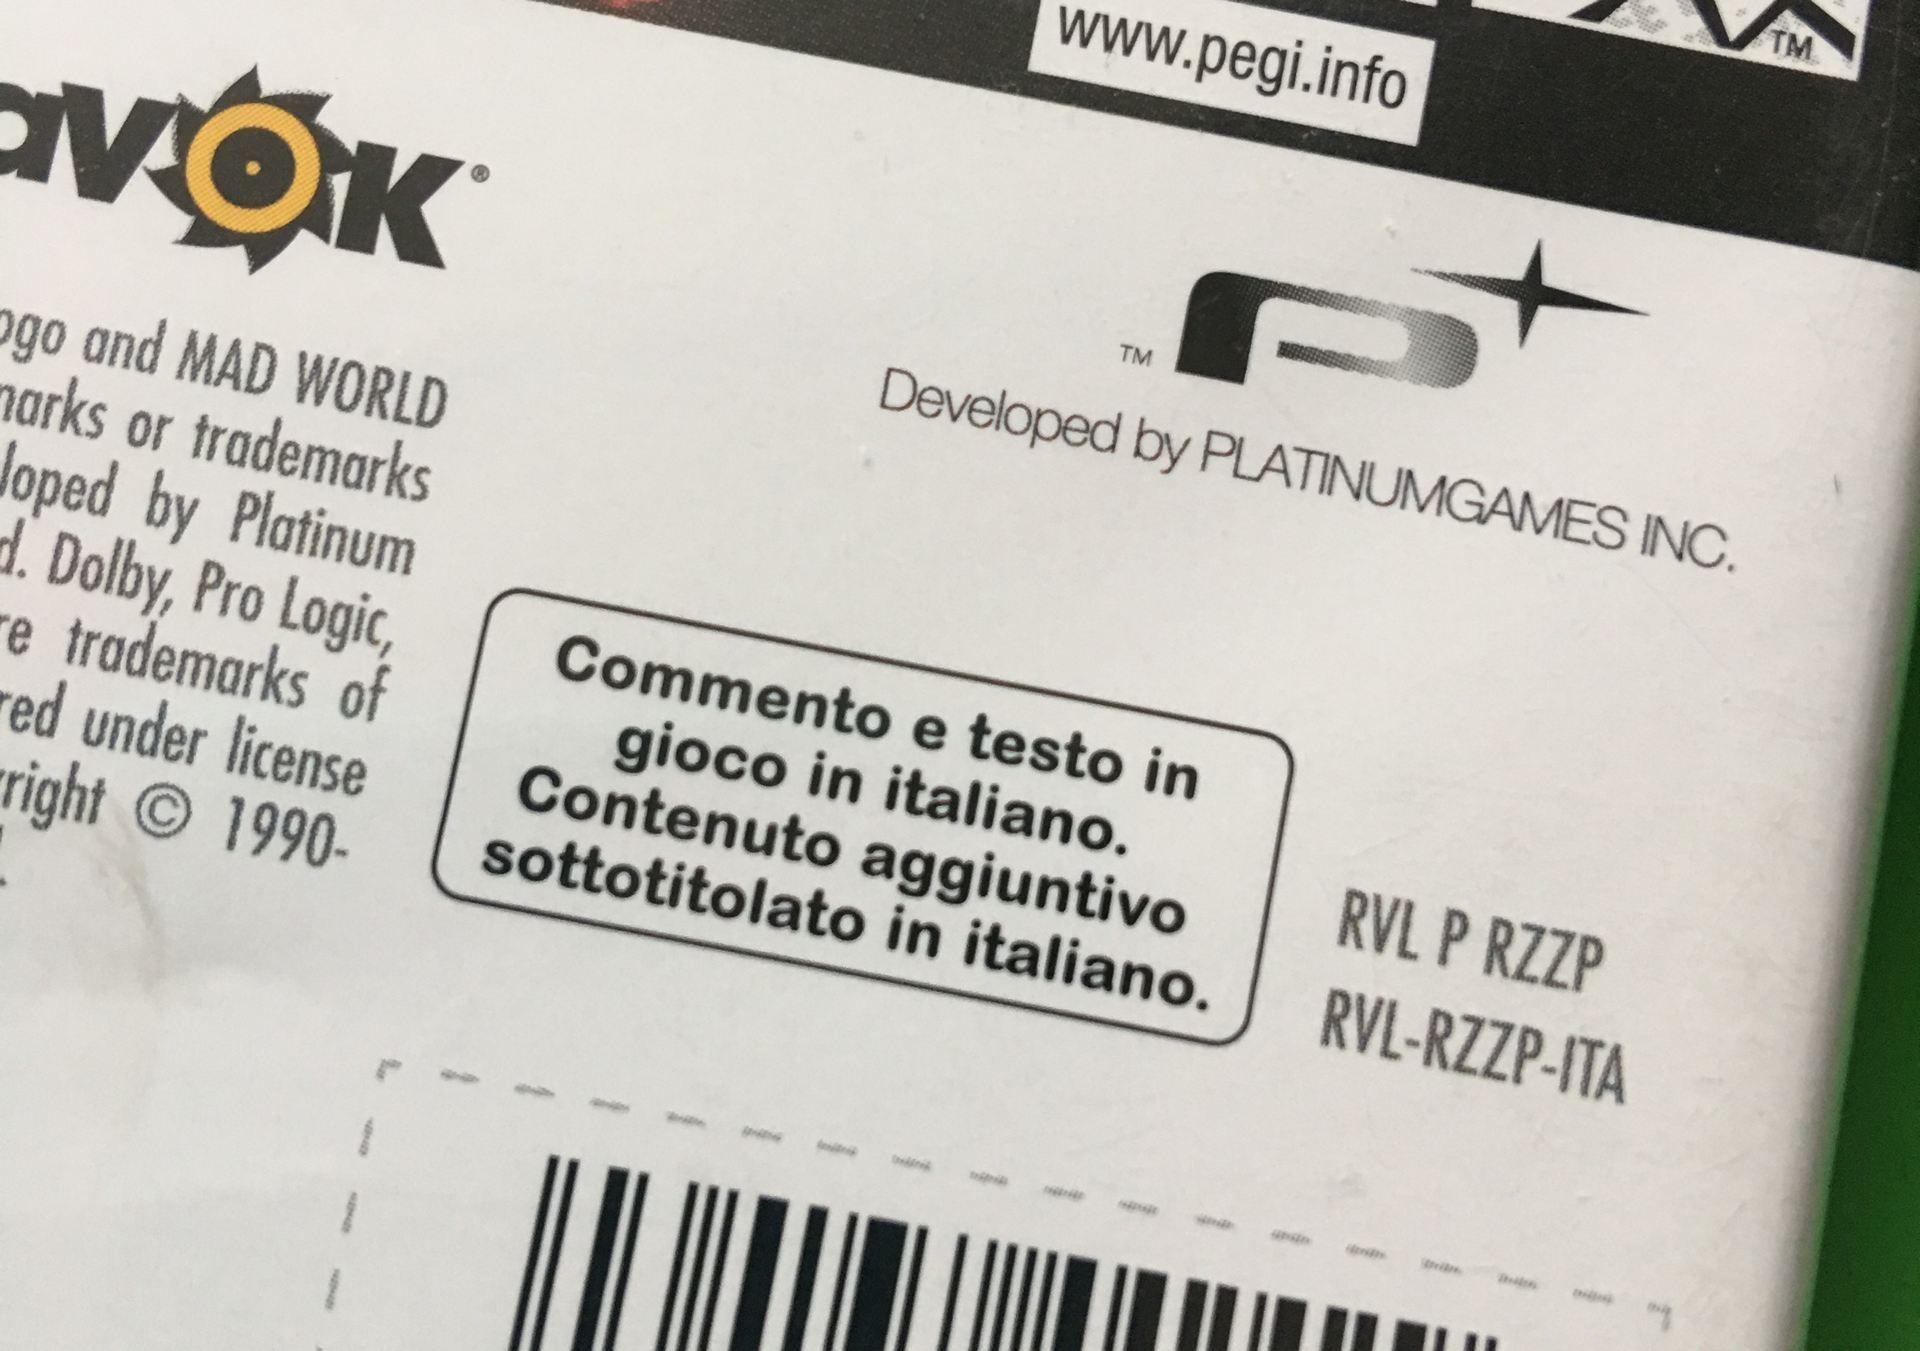 www.pegi.info
TM
avok®
TM
Developed by PLATINUMGAMES INC.
ogo and MAD WORLD
marks or trademarks
loped by Platinum
d. Dolby, Pro Logic,
re trademarks of
red under license
right © 1990-
Commento e testo in
gioco in italiano.
Contenuto aggiuntivo
sottotitolato in italiano.
RVL P RZZP
RVL-RZZP-ITA